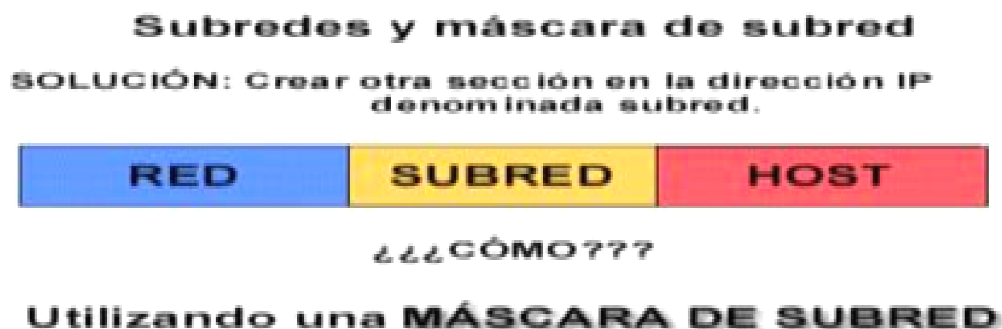 Subredes y máscara de subred
SOLUCIÓN: Crear otra sección en la dirección IP
denominada subred.
RED SUBRED HOST
¿¿¿CÓMO???
Utilizando una MÁSCARA DE SUBRED